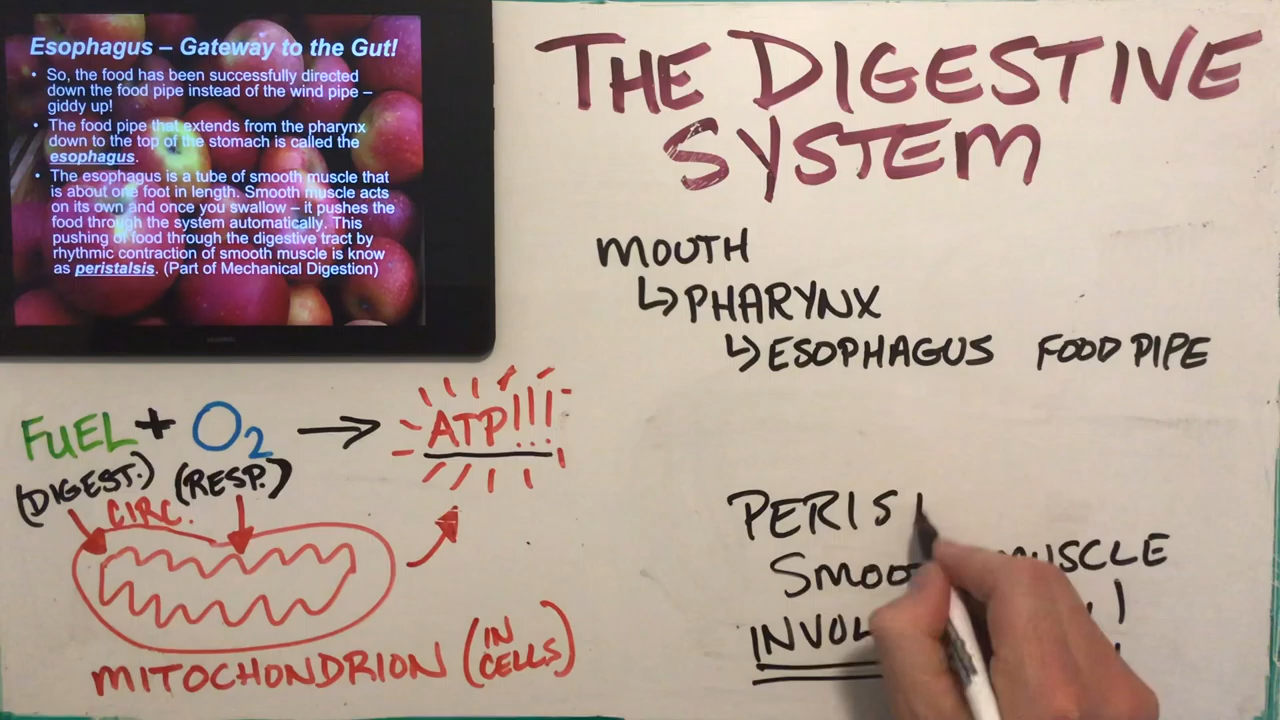 Esophagus – Gateway to the Gut!
• So, the food has been successfully directed
down the food pipe instead of the wind pipe –
giddy up!
• The food pipe that extends from the pharynx
down to the top of the stomach is called the
esophagus.
• The esophagus is a tube of smooth muscle that
is about one foot in length. Smooth muscle acts
on its own and once you swallow – it pushes the
food through the system automatically. This
pushing of food through the digestive tract by
rhythmic contraction of smooth muscle is know
as peristalsis. (Part of Mechanical Digestion)
THE DIGESTIVE
SYSTEM
MOUTH
↳PHARYNX
↳ESOPHAGUS FOOD PIPE
FUEL + O2 → ATP!!!
(DIGEST.) (RESP.)
CIRC.
MITOCHONDRION (IN CELLS)
PERIS
SMOO MUSCLE
INVOL